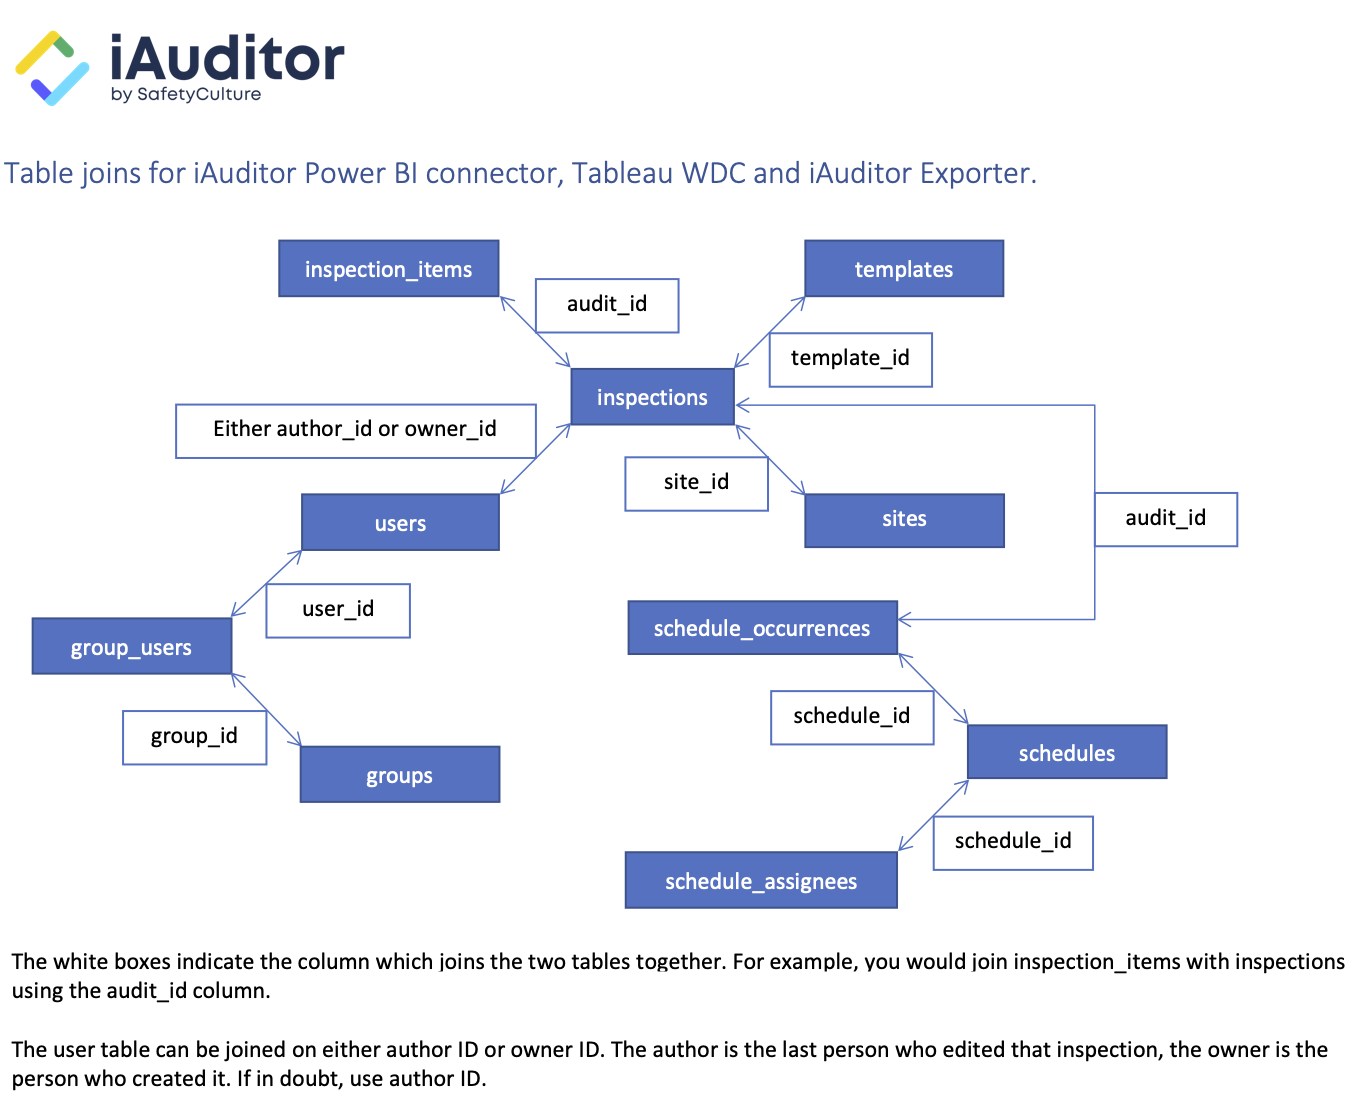 iAuditor
by SafetyCulture
Table joins for iAuditor Power BI connector, Tableau WDC and iAuditor Exporter.
inspection_items
templates
audit_id
template_id
inspections
Either author_id or owner_id
site_id
users
sites
audit_id
user_id
schedule_occurrences
group_users
schedule_id
group_id
schedules
groups
schedule_id
schedule_assignees
The white boxes indicate the column which joins the two tables together. For example, you would join inspection_items with inspections
using the audit_id column.
The user table can be joined on either author ID or owner ID. The author is the last person who edited that inspection, the owner is the
person who created it. If in doubt, use author ID.